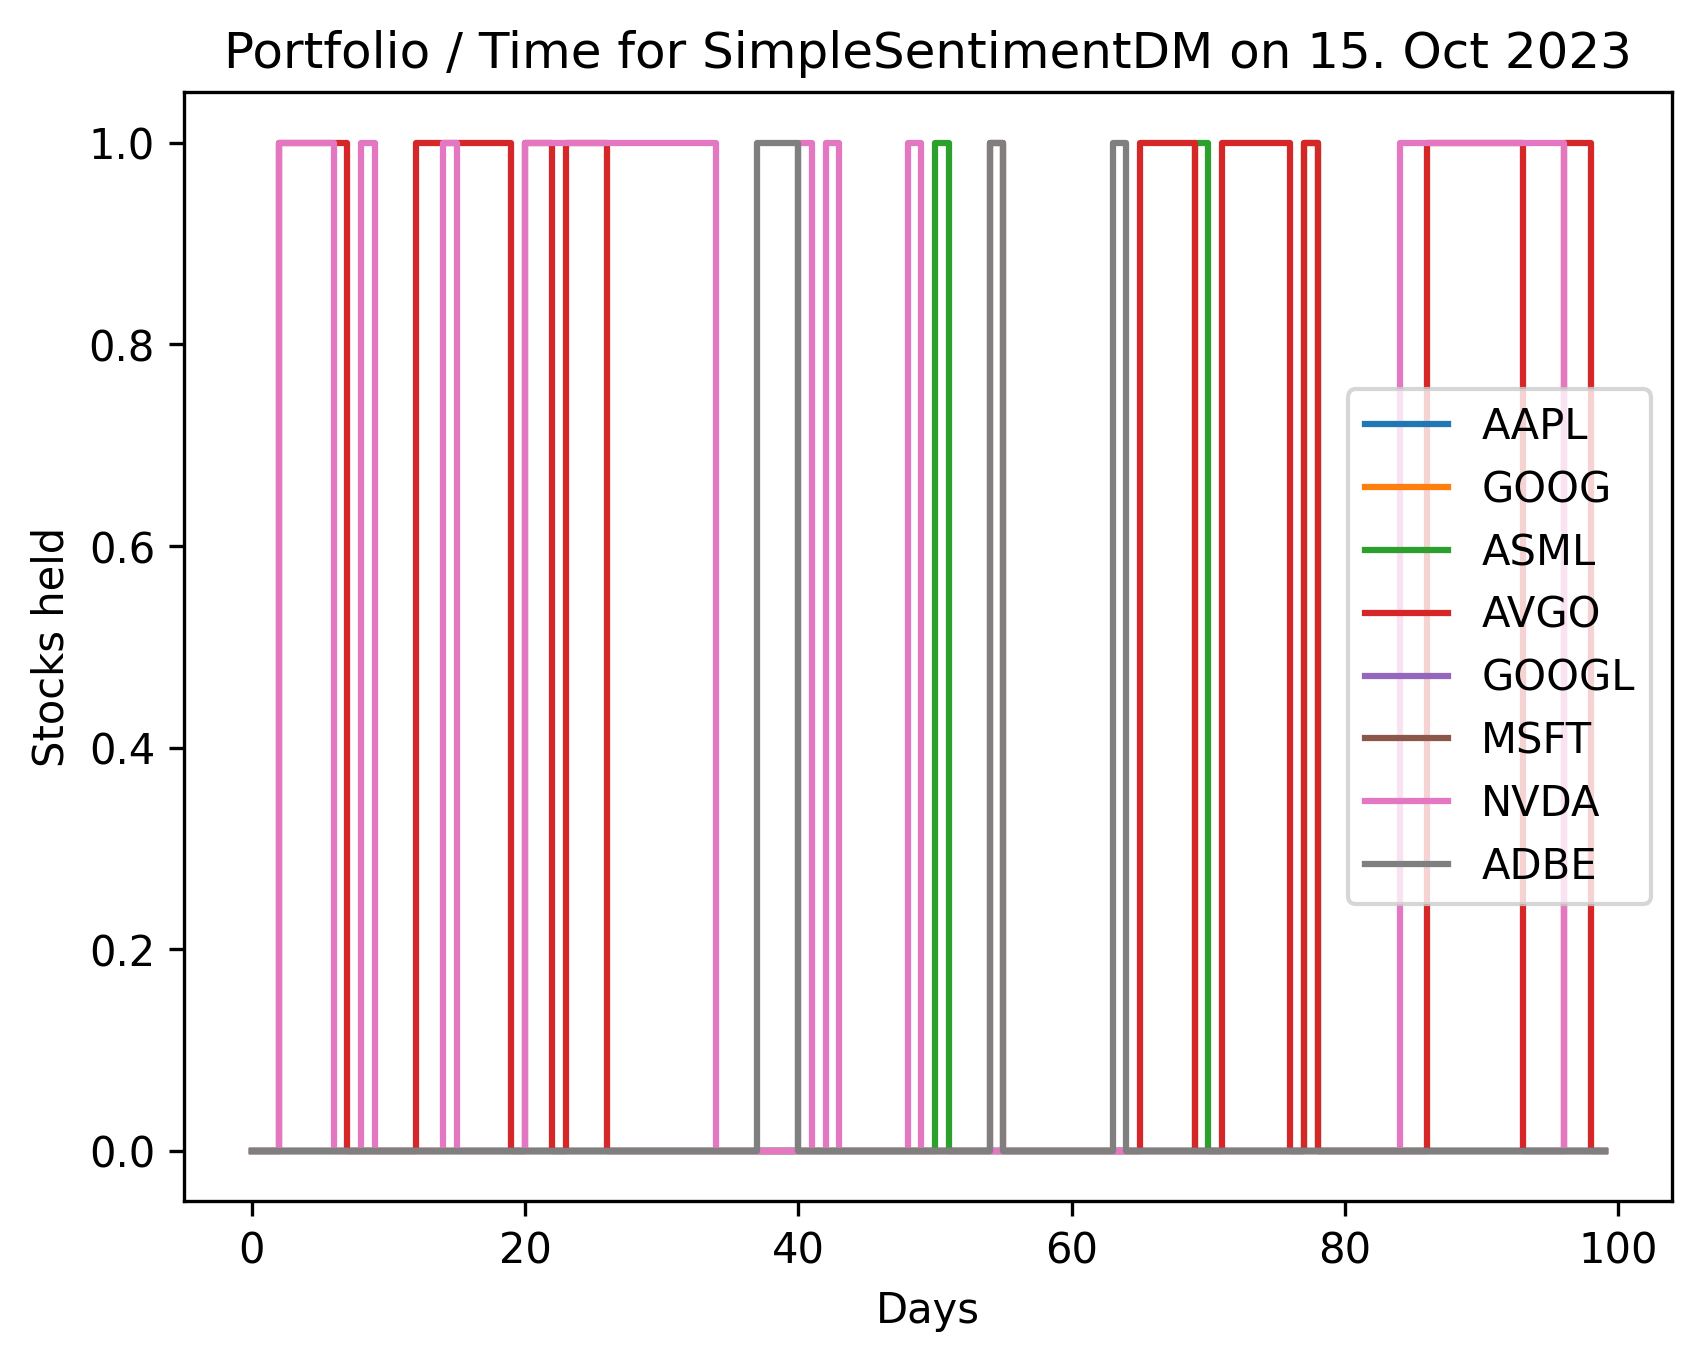 Portfolio / Time for SimpleSentimentDM on 15. Oct 2023
1.0
0.8
0.6
0.4
0.2
0.0
Stocks held
AAPL
GOOG
ASML
AVGO
GOOGL
MSFT
NVDA
ADBE
0 20 40 60 80 100
Days